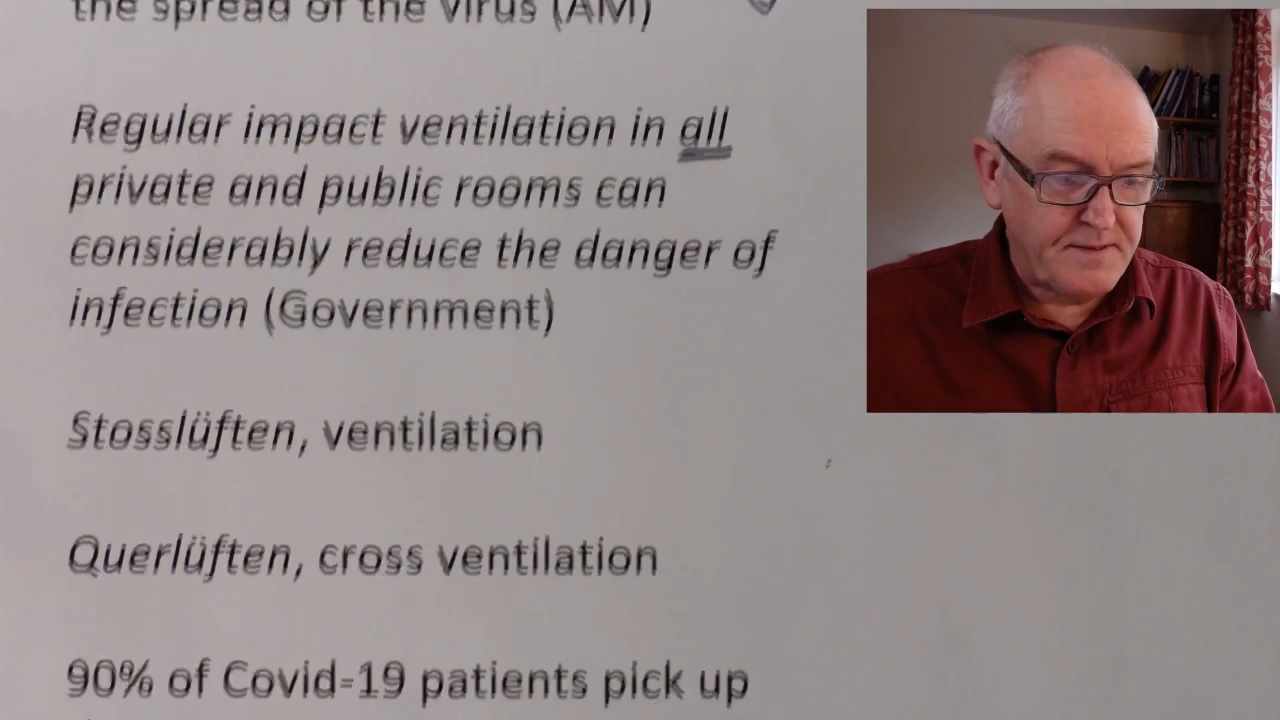 the spread of the virus (AM)
Regular impact ventilation in all
private and public rooms can
considerably reduce the danger of
infection (Government)
Stosslüften, ventilation
Querlüften, cross ventilation
90% of Covid-19 patients pick up